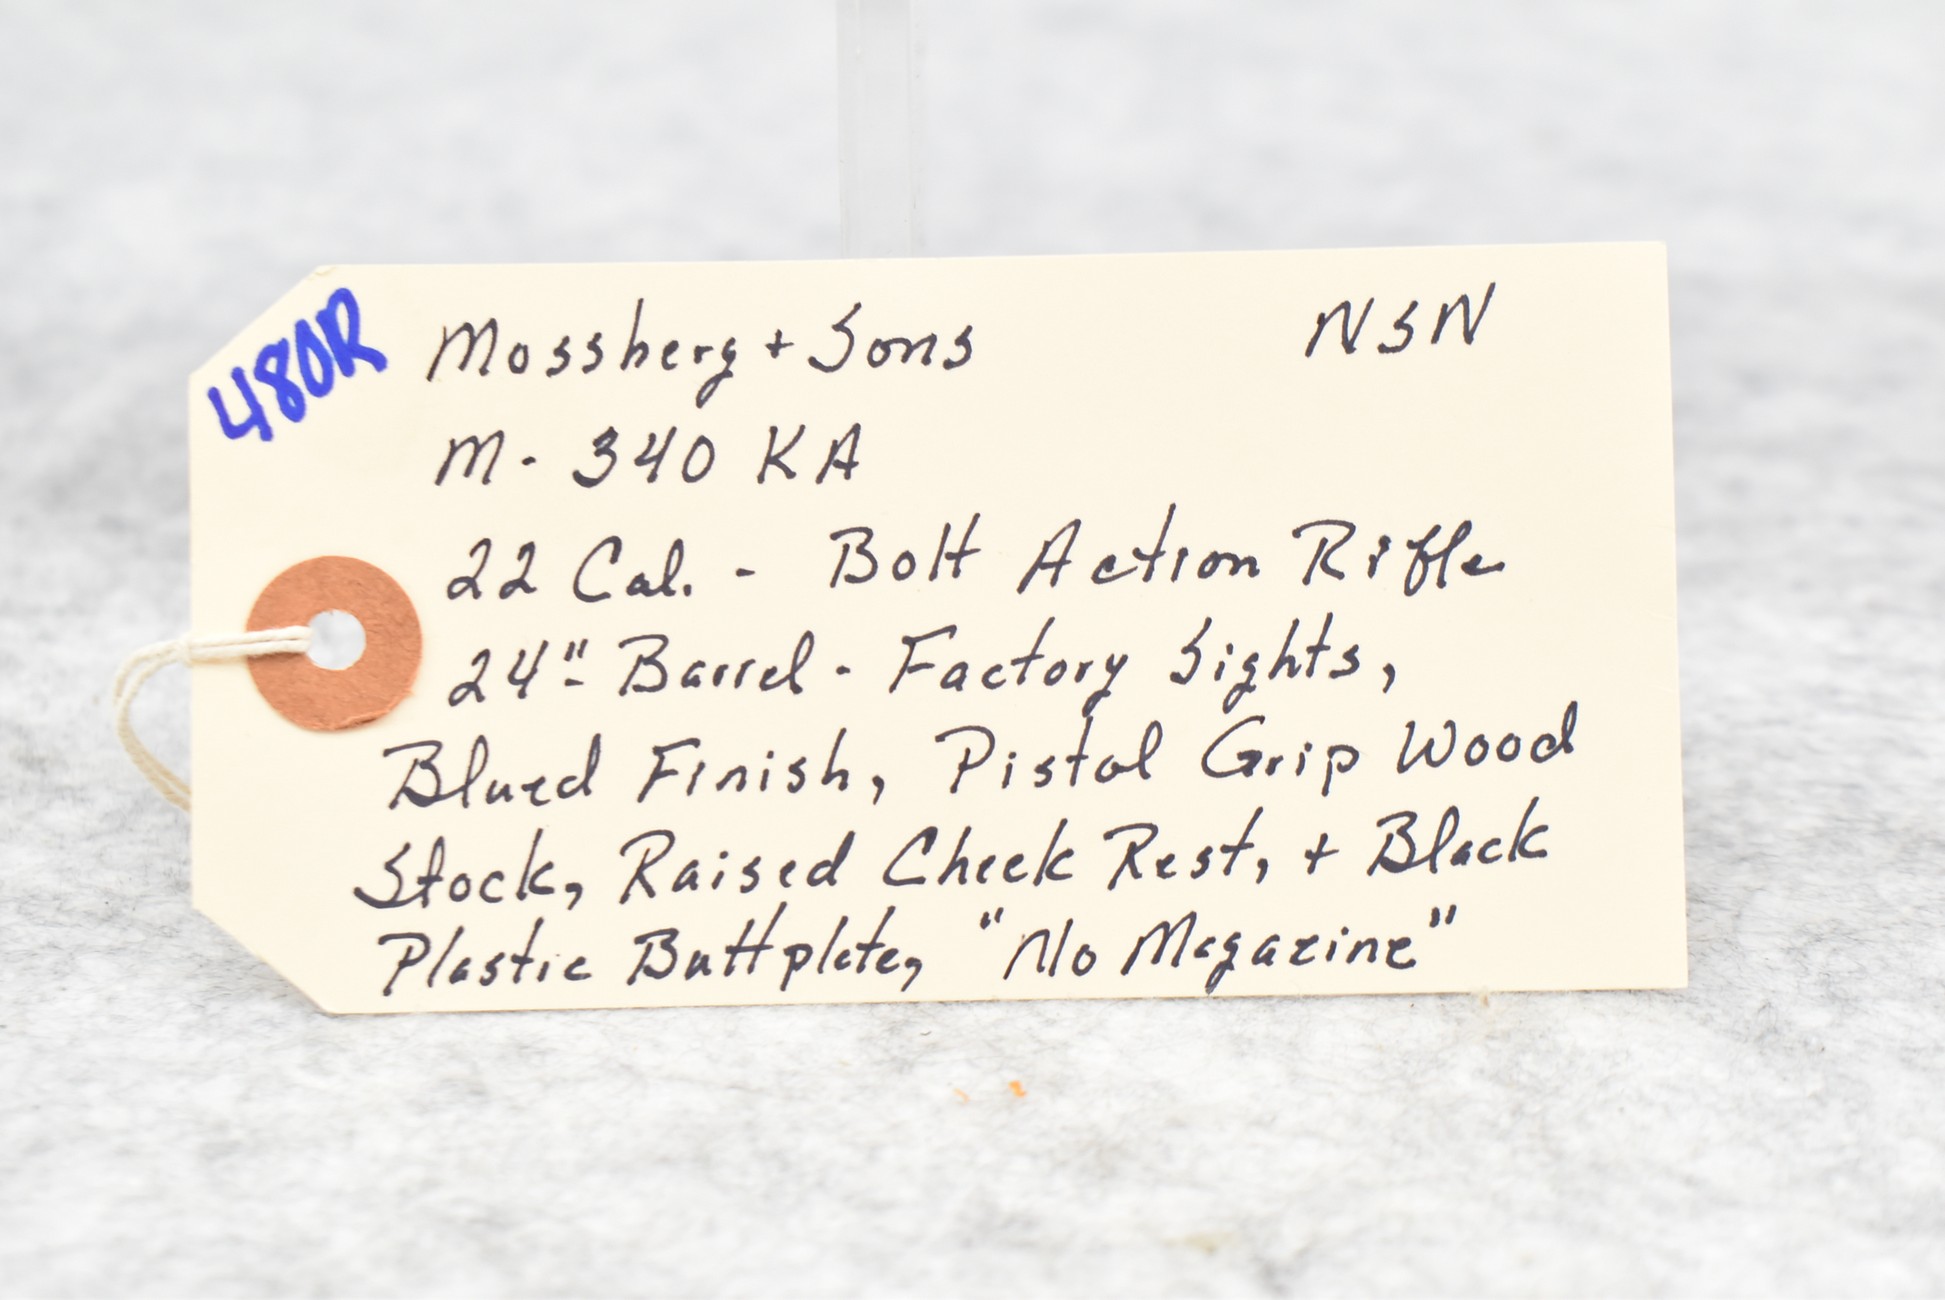 480R
Mossberg + Sons NSN
M- 340 KA
22 Cal. - Bolt Action Rifle
24"- Barrel - Factory Sights,
Blued Finish, Pistol Grip Wood
Stock, Raised Cheek Rest, + Black
Plastic Buttplate, "No Magazine"